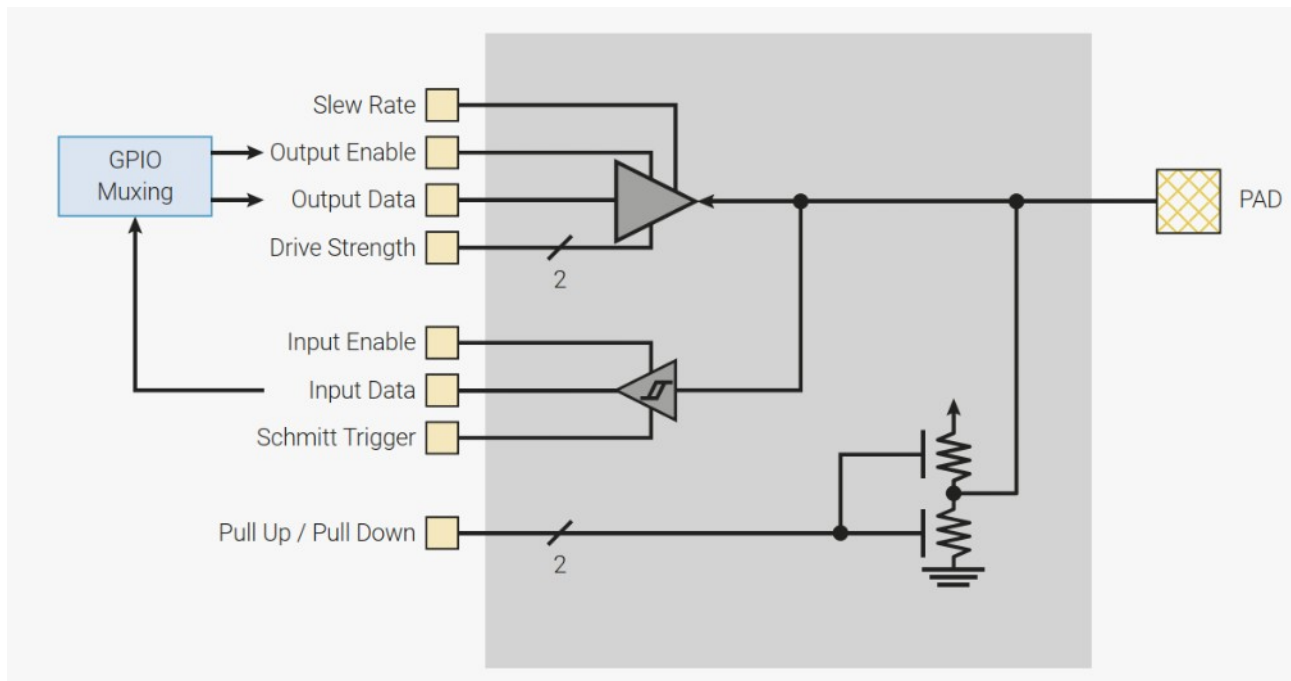 Slew Rate
GPIO
Muxing
Output Enable
Output Data
PAD
Drive Strength
2
Input Enable
Input Data
Schmitt Trigger
Pull Up / Pull Down
2